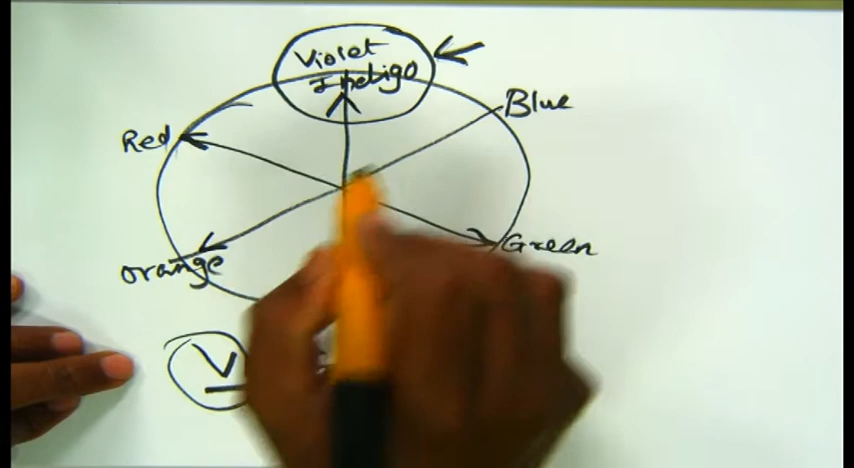 Violet
Indigo
Blue
Red
Green
Orange
V